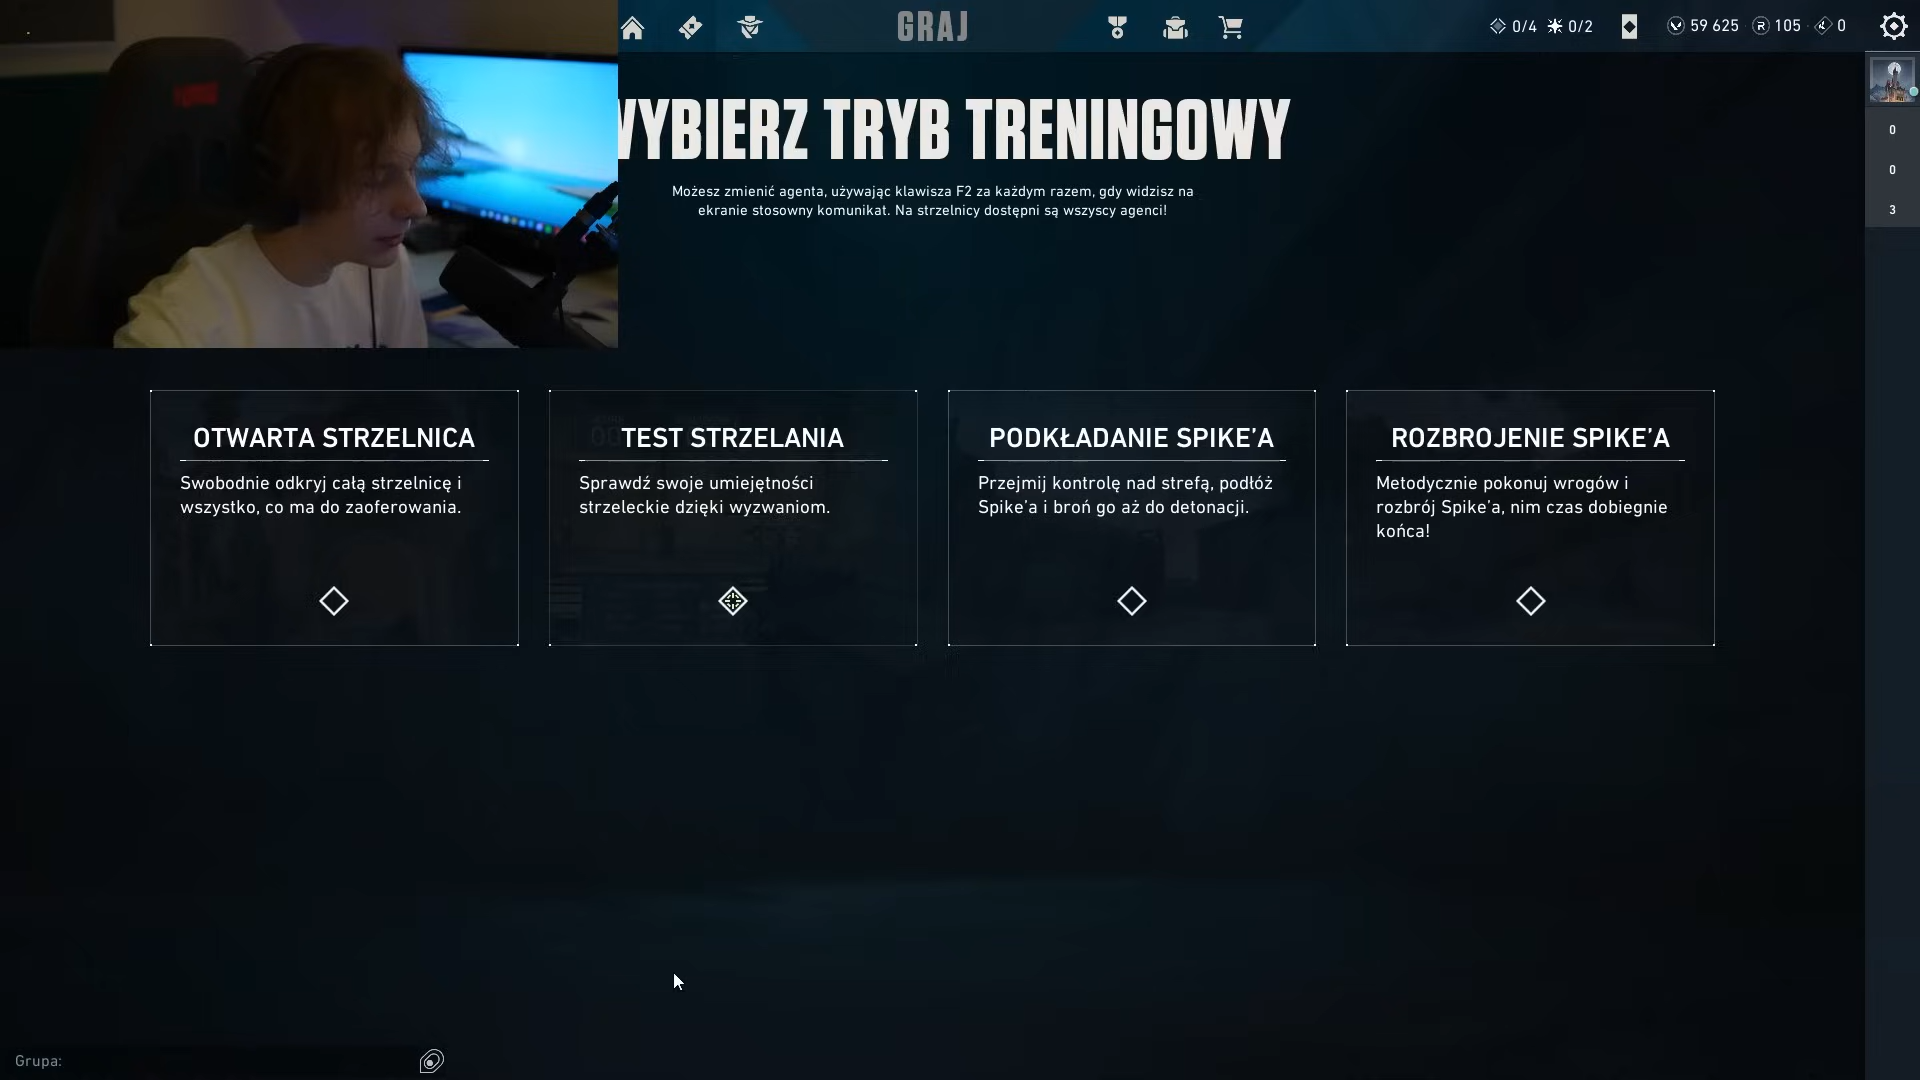 GRAJ
0/4
0/2
59 625
105
0
WYBIERZ TRYB TRENINGOWY
Możesz zmienić agenta, używając klawisza F2 za każdym razem, gdy widzisz na
ekranie stosowny komunikat. Na strzelnicy dostępni są wszyscy agenci!
0
0
3
OTWARTA STRZELNICA
Swobodnie odkryj całą strzelnicę i
wszystko, co ma do zaoferowania.
TEST STRZELANIA
Sprawdź swoje umiejętności
strzeleckie dzięki wyzwaniom.
PODKŁADANIE SPIKE’A
Przejmij kontrolę nad strefą, podłóż
Spike’a i broń go aż do detonacji.
ROZBROJENIE SPIKE’A
Metodycznie pokonuj wrogów i
rozbrój Spike’a, nim czas dobiegnie
końca!
Grupa: